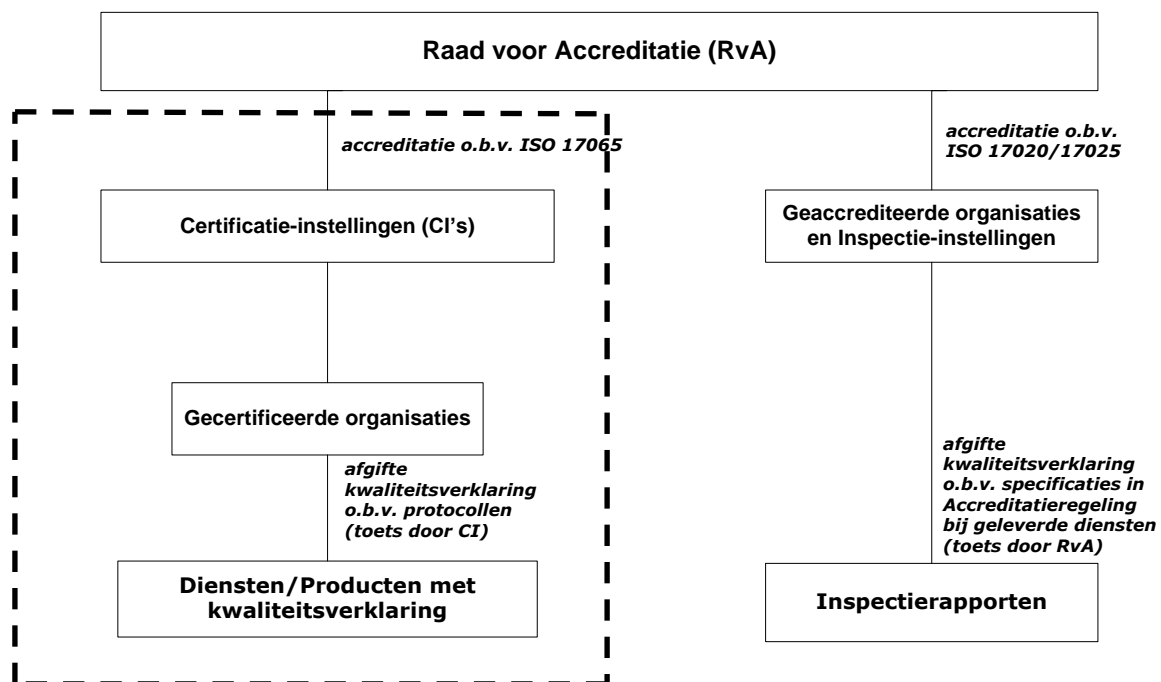 Raad voor Accreditatie (RvA)
accreditatie o.b.v. ISO 17065
accreditatie o.b.v.
ISO 17020/17025
Certificatie-instellingen (CI's)
Geaccrediteerde organisaties
en Inspectie-instellingen
Gecertificeerde organisaties
afgifte
kwaliteitsverklaring
o.b.v. protocollen
(toets door CI)
afgifte
kwaliteitsverklaring
o.b.v. specificaties in
Accreditatieregeling
bij geleverde diensten
(toets door RvA)
Diensten/Producten met
kwaliteitsverklaring
Inspectierapporten